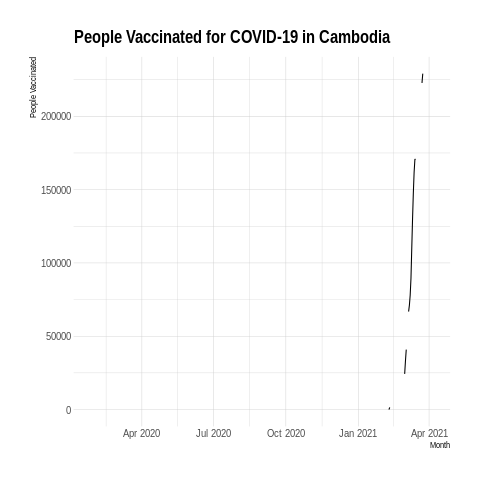 People Vaccinated for COVID-19 in Cambodia
People Vaccinated
200000
150000
100000
50000
0
Apr 2020 Jul 2020 Oct 2020 Jan 2021 Apr 2021
Month